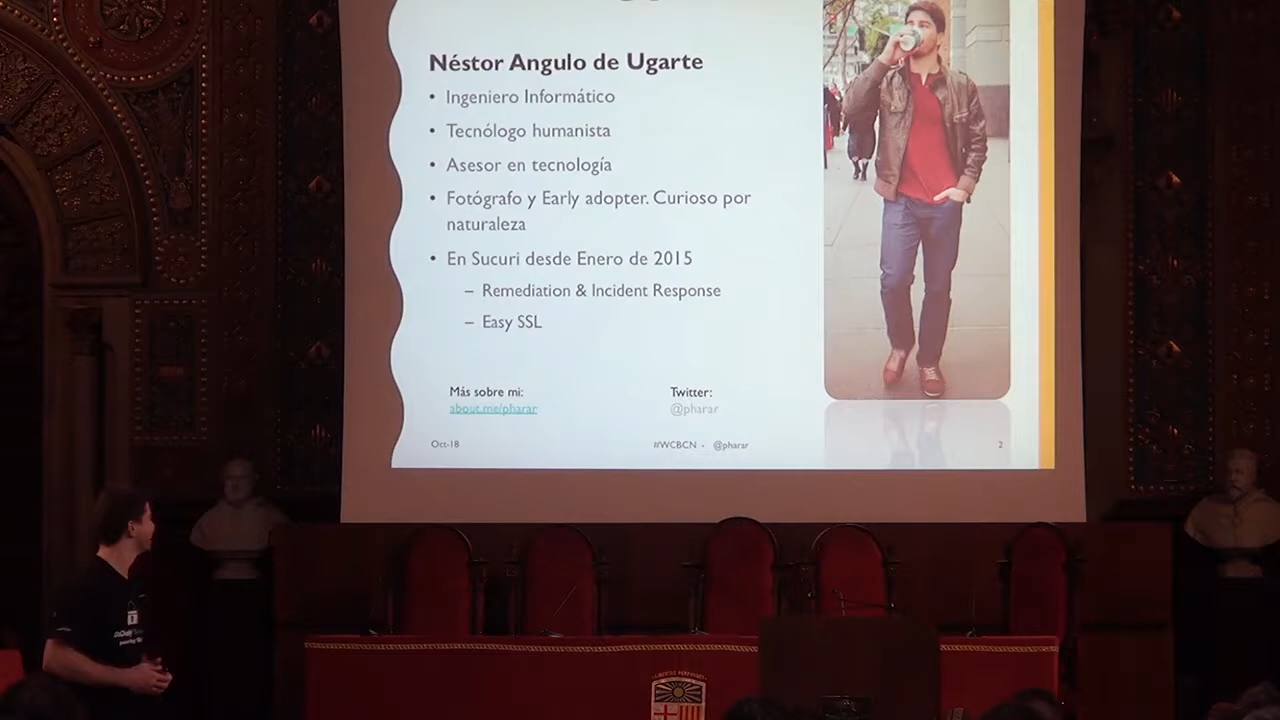 Néstor Angulo de Ugarte
• Ingeniero Informático
• Tecnólogo humanista
• Asesor en tecnología
• Fotógrafo y Early adopter. Curioso por
naturaleza
• En Sucuri desde Enero de 2015
– Remediation & Incident Response
– Easy SSL
Más sobre mi:
about.me/pharar
Twitter:
@pharar
Oct-18
#WCBCN - @pharar
2